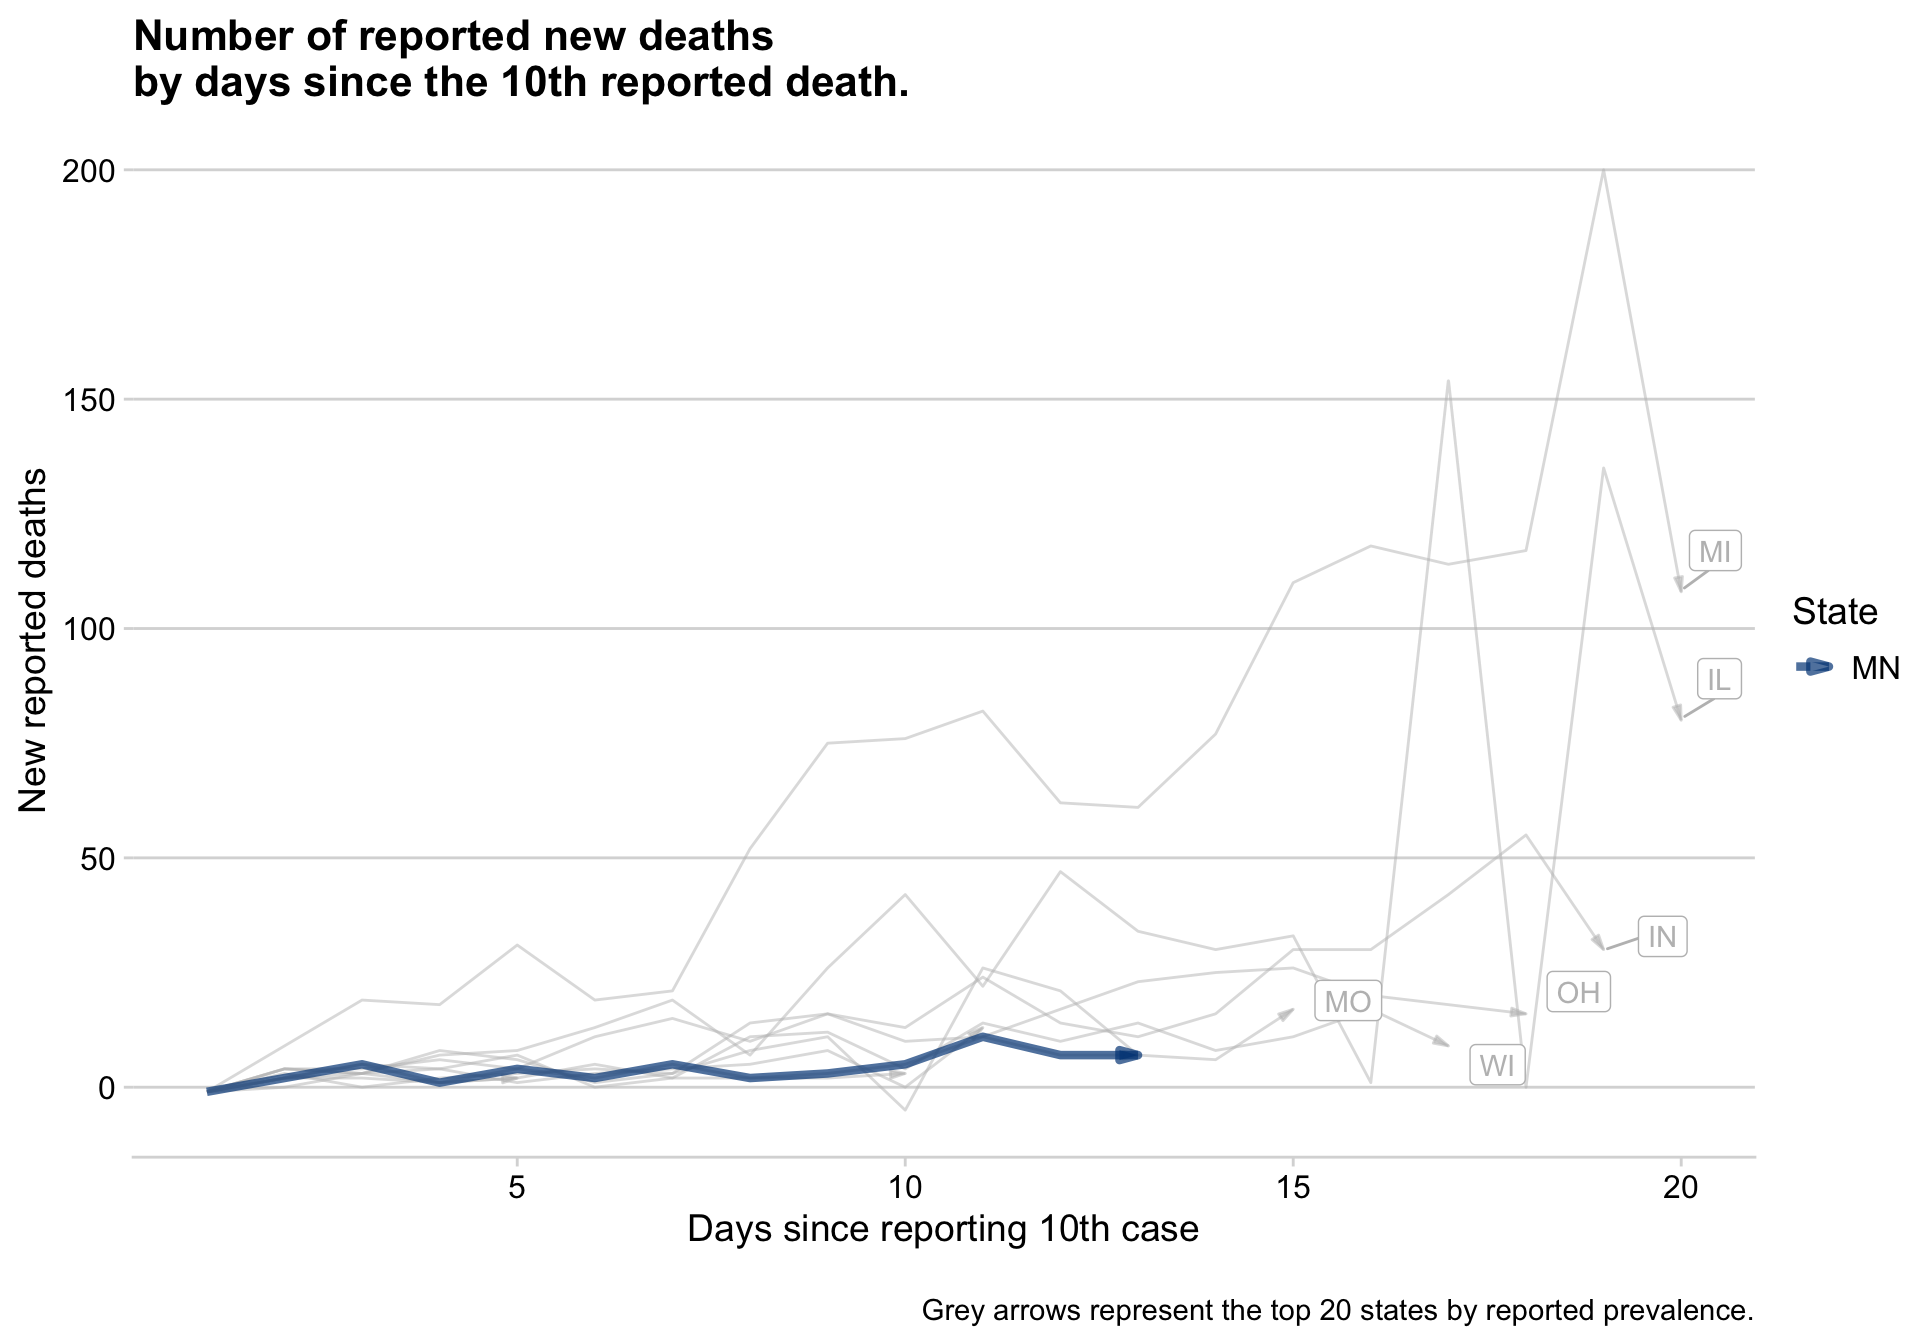 Number of reported new deaths
by days since the 10th reported death.
200
150
100
50
0
New reported deaths
MI
IL
IN
OH
MO
WI
State
MN
5
10
15
20
Days since reporting 10th case
Grey arrows represent the top 20 states by reported prevalence.